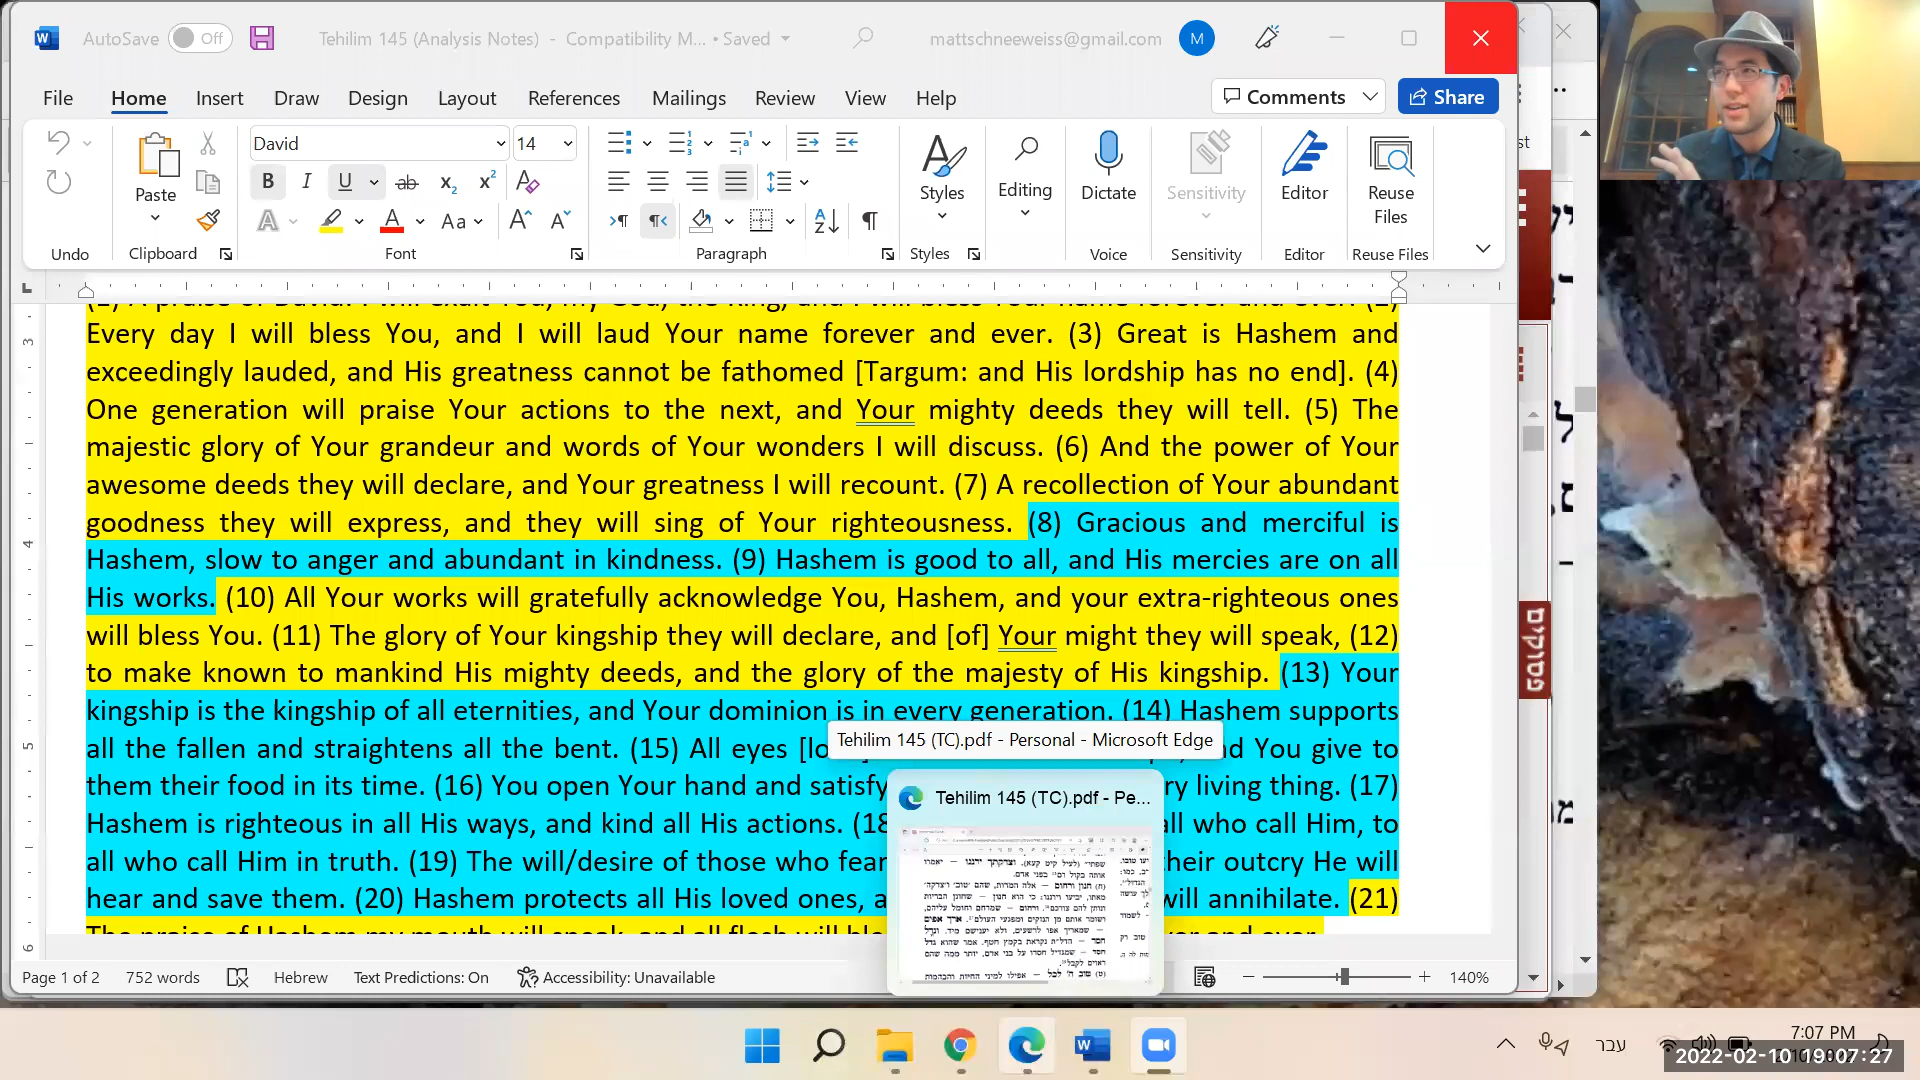 AutoSave Off Tehilim 145 (Analysis Notes) - Compatibility M... • Saved mattschneeweiss@gmail.com M
File Home Insert Draw Design Layout References Mailings Review View Help Comments Share
David 14
Paste Styles Editing Dictate Sensitivity Editor Reuse Files
Undo Clipboard Font Paragraph Styles Voice Sensitivity Editor Reuse Files
Every day I will bless You, and I will laud Your name forever and ever. (3) Great is Hashem and
exceedingly lauded, and His greatness cannot be fathomed [Targum: and His lordship has no end]. (4)
One generation will praise Your actions to the next, and Your mighty deeds they will tell. (5) The
majestic glory of Your grandeur and words of Your wonders I will discuss. (6) And the power of Your
awesome deeds they will declare, and Your greatness I will recount. (7) A recollection of Your abundant
goodness they will express, and they will sing of Your righteousness. (8) Gracious and merciful is
Hashem, slow to anger and abundant in kindness. (9) Hashem is good to all, and His mercies are on all
His works. (10) All Your works will gratefully acknowledge You, Hashem, and your extra-righteous ones
will bless You. (11) The glory of Your kingship they will declare, and [of] Your might they will speak, (12)
to make known to mankind His mighty deeds, and the glory of the majesty of His kingship. (13) Your
kingship is the kingship of all eternities, and Your dominion is in every generation. (14) Hashem supports
all the fallen and straightens all the bent. (15) All eyes and You give to
Tehilim 145 (TC).pdf - Personal - Microsoft Edge
them their food in its time. (16) You open Your hand and satisfy living thing. (17)
Tehilim 145 (TC).pdf - Pe...
Hashem is righteous in all His ways, and kind all His actions. all who call Him, to
all who call Him in truth. (19) The will/desire of those who fear their outcry He will
hear and save them. (20) Hashem protects all His loved ones, will annihilate. (21)
פסוקים
Page 1 of 2 752 words Hebrew Text Predictions: On Accessibility: Unavailable 140%
עבר 7:07 PM
2022-02-10 19:07:27